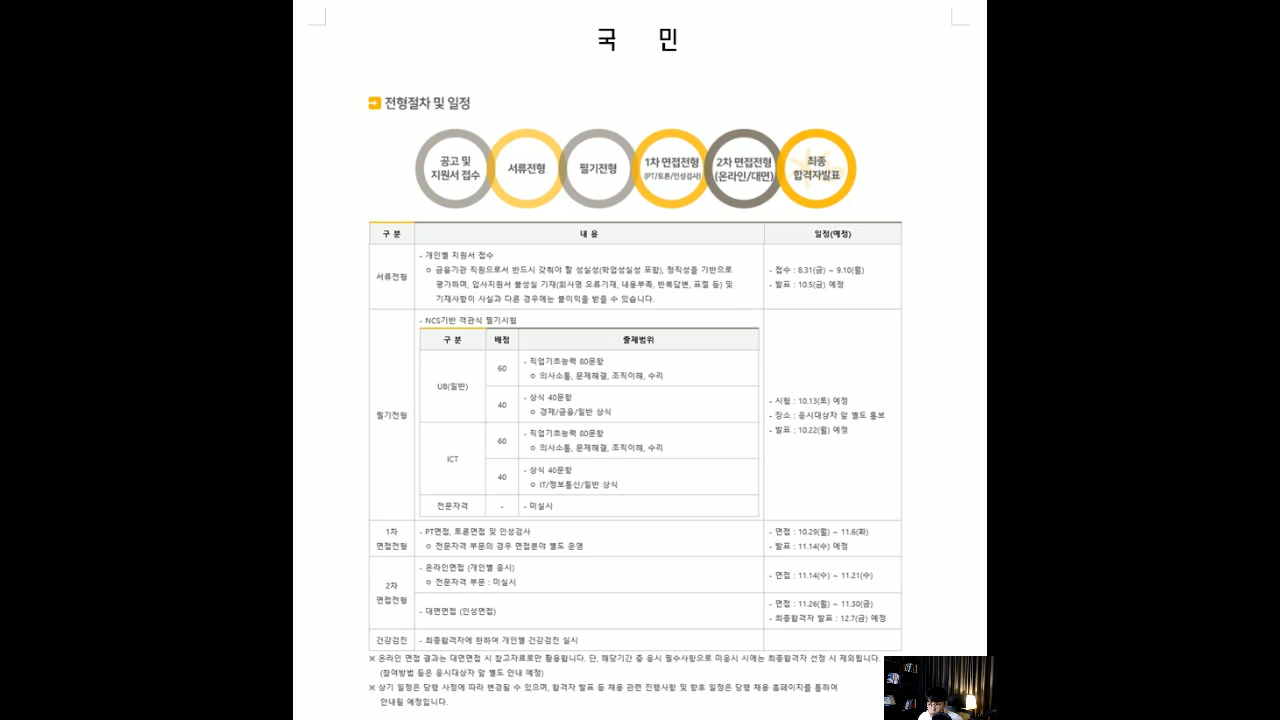 국 민
전형절차 및 일정
공고 및
지원서 접수
서류전형
필기전형
1차 면접전형
(PT/토론/인성검사)
2차 면접전형
(온라인/대면)
최종
합격자발표
구 분 내 용 일정(예정)
서류전형
- 개인별 지원서 접수
ㅇ 금융기관 직원으로서 반드시 갖춰야 할 성실성(학업성실성 포함), 정직성을 기반으로
평가하며, 입사지원서 불성실 기재(회사명 오류기재, 내용부족, 반복답변, 표절 등) 및
기재사항이 사실과 다른 경우에는 불이익을 받을 수 있습니다.
- 접수 : 8.31(금) ~ 9.10(월)
- 발표 : 10.5(금) 예정
필기전형
- NCS기반 객관식 필기시험
구 분 배점 출제범위
UB(일반)
60
- 직업기초능력 80문항
ㅇ 의사소통, 문제해결, 조직이해, 수리
40
- 상식 40문항
ㅇ 경제/금융/일반 상식
ICT
60
- 직업기초능력 80문항
ㅇ 의사소통, 문제해결, 조직이해, 수리
40
- 상식 40문항
ㅇ IT/정보통신/일반 상식
전문자격 - - 미실시
- 시험 : 10.13(토) 예정
- 장소 : 응시대상자 앞 별도 통보
- 발표 : 10.22(월) 예정
1차
면접전형
- PT면접, 토론면접 및 인성검사
ㅇ 전문자격 부문의 경우 면접분야 별도 운영
- 면접 : 10.29(월) ~ 11.6(화)
- 발표 : 11.14(수) 예정
2차
면접전형
- 온라인면접 (개인별 응시)
ㅇ 전문자격 부문 : 미실시
- 면접 : 11.14(수) ~ 11.21(수)
- 대면면접 (인성면접)
- 면접 : 11.26(월) ~ 11.30(금)
- 최종합격자 발표 : 12.7(금) 예정
건강검진 - 최종합격자에 한하여 개인별 건강검진 실시
※ 온라인 면접 결과는 대면면접 시 참고자료로만 활용합니다. 단, 해당기간 중 응시 필수사항으로 미응시 시에는 최종합격자 선정 시 제외됩니다.
(참여방법 등은 응시대상자 앞 별도 안내 예정)
※ 상기 일정은 당행 사정에 따라 변경될 수 있으며, 합격자 발표 등 채용 관련 진행사항 및 향후 일정은 당행 채용 홈페이지를 통하여
안내될 예정입니다.